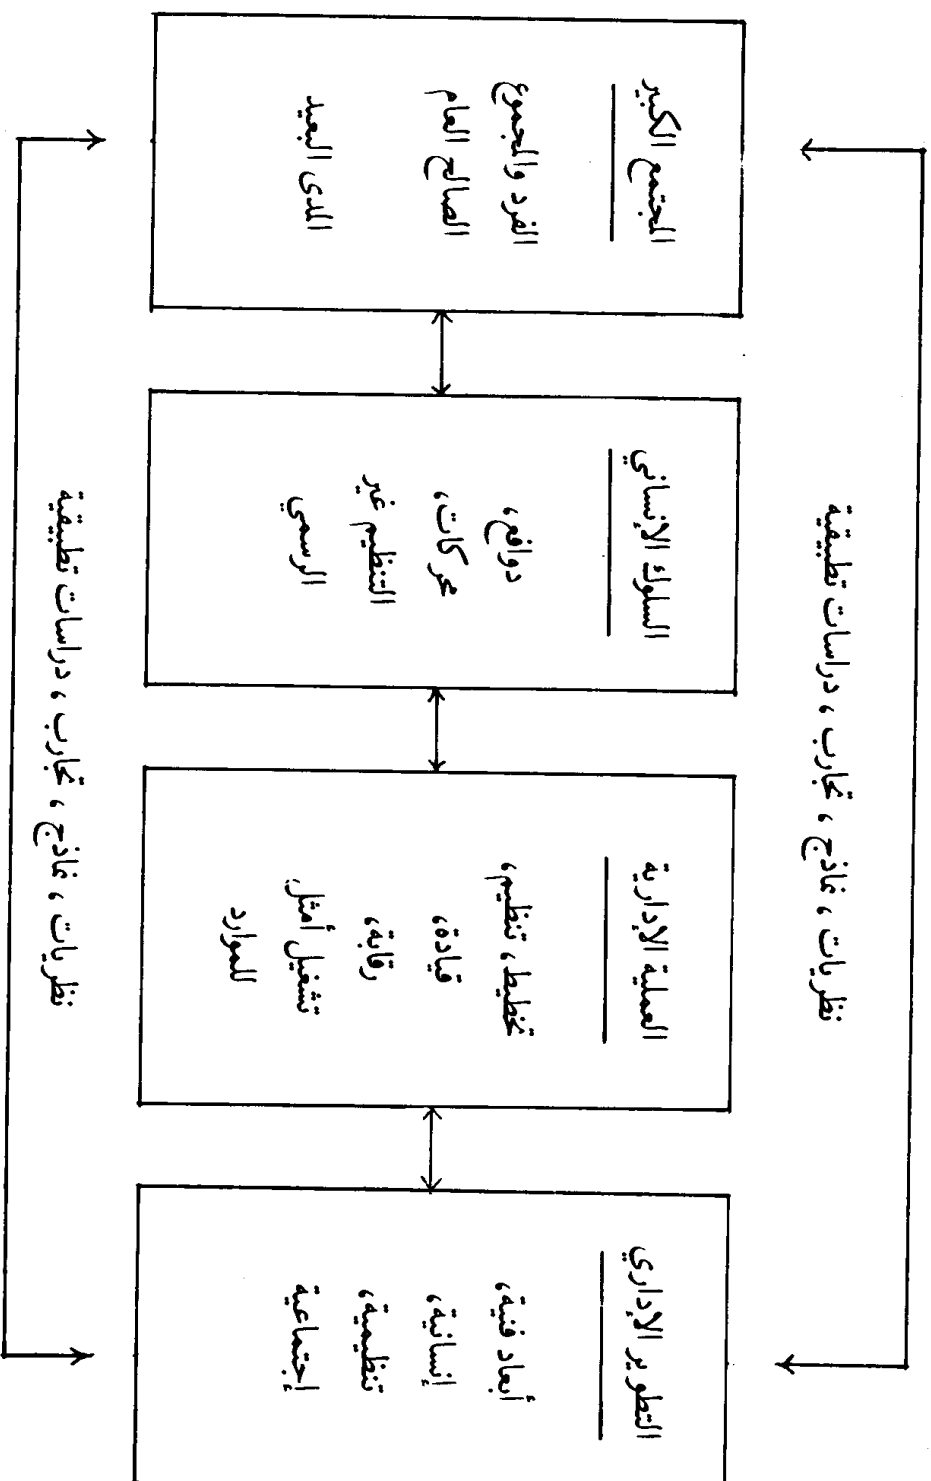 نظريات ، نماذج ، تجارب ، دراسات تطبيقية
التطوير الإداري
أبعاد فنية،
إنسانية،
تنظيمية،
إجتماعية
العملية الإدارية
تخطيط، تنظيم،
قيادة،
رقابة،
تشغيل أمثل
للموارد
السلوك الإنساني
دوافع،
محركات،
التنظيم غير
الرسمي
المجتمع الكبير
الفرد والمجموع
الصالح العام
المدى البعيد
نظريات ، نماذج ، تجارب ، دراسات تطبيقية